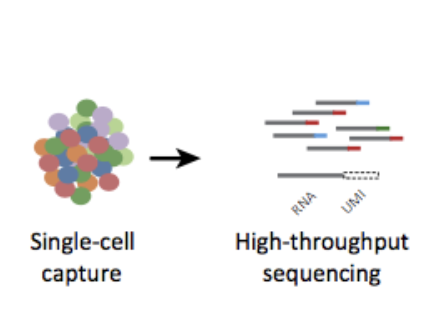 RNA
UMI
Single-cell
capture
High-throughput
sequencing